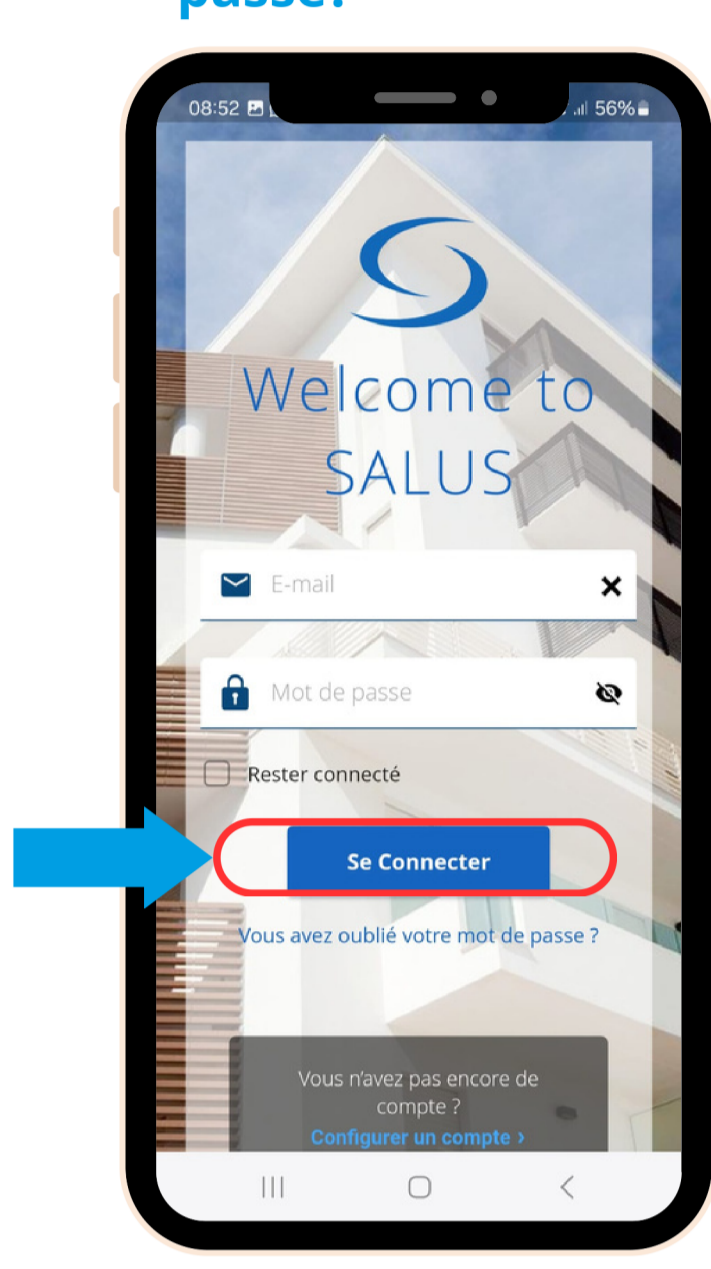 passe?
08:52
56%
Welcome to
SALUS
E-mail
Mot de passe
Rester connecté
Se Connecter
Vous avez oublié votre mot de passe ?
Vous n'avez pas encore de
compte ?
Configurer un compte ›